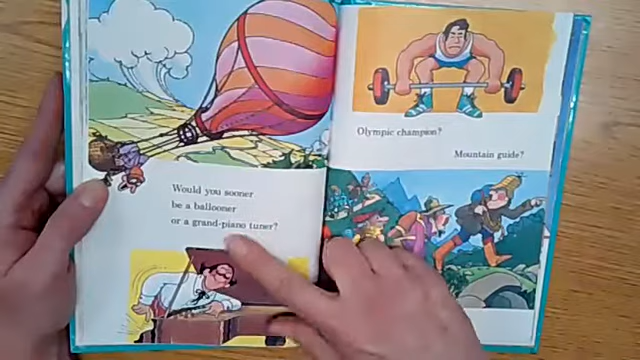 Would you sooner
be a ballooner
or a grand-piano tuner?
Olympic champion?
Mountain guide?